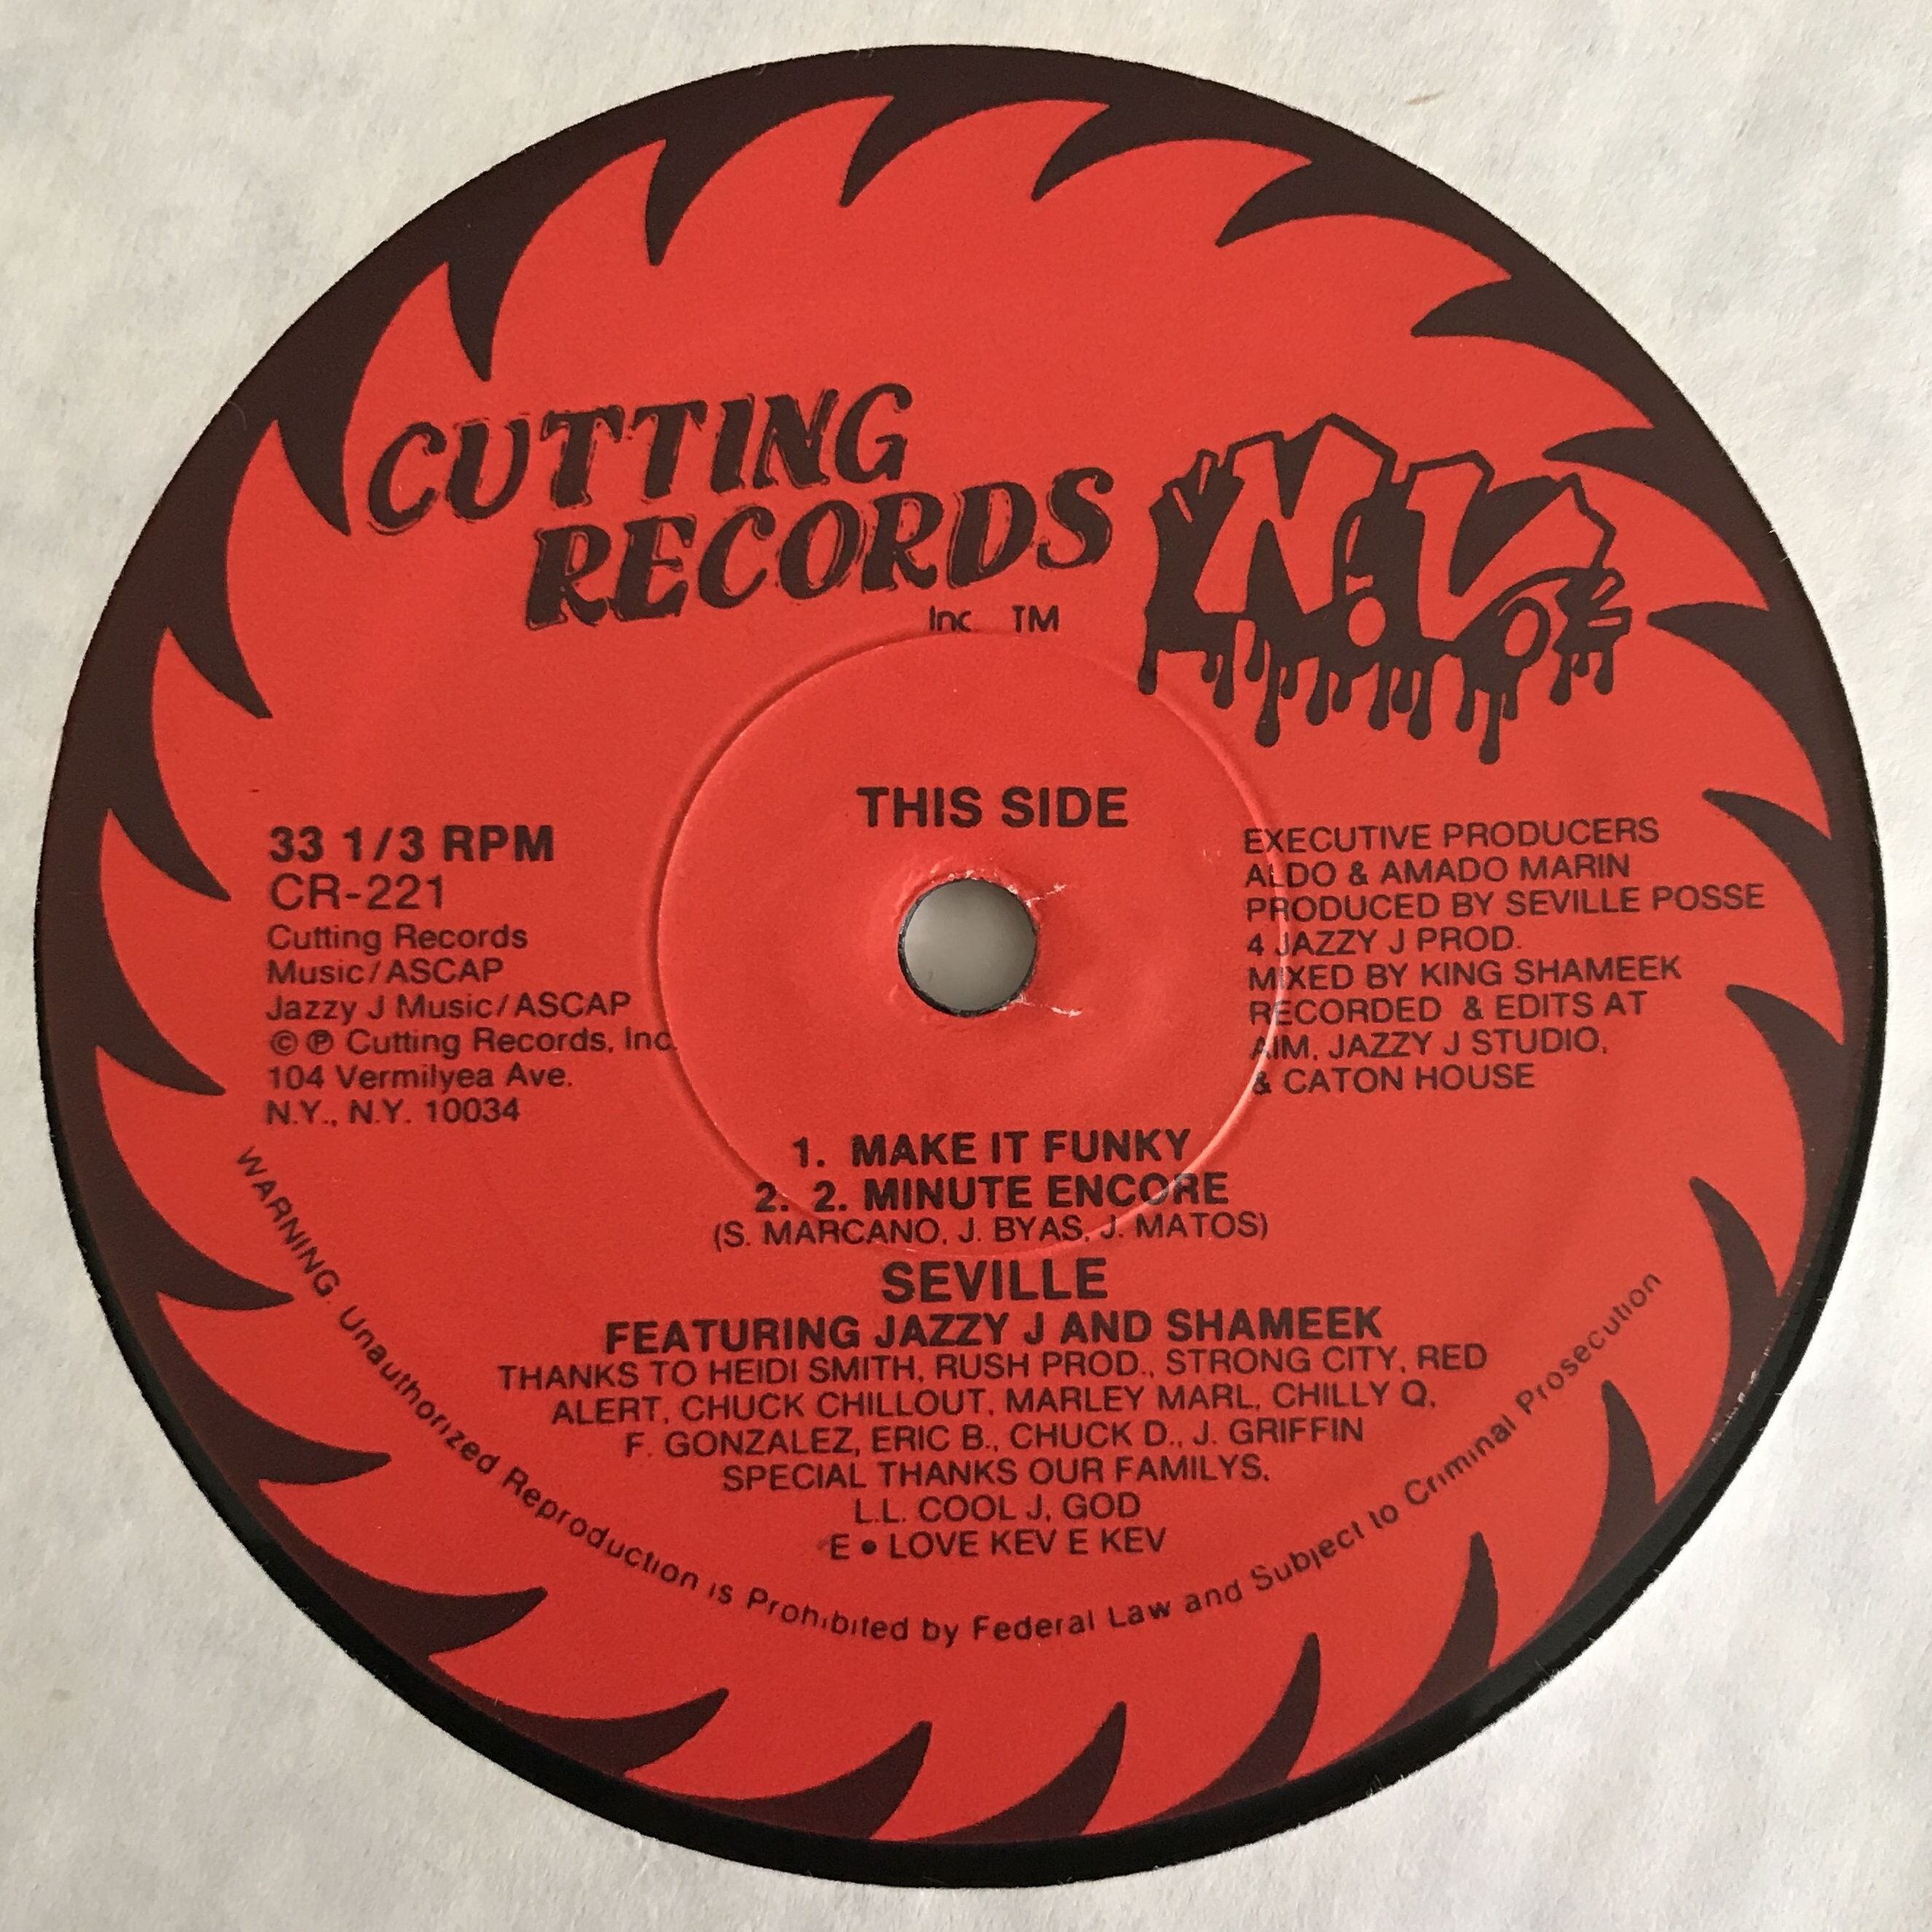 CUTTING
RECORDS
Inc TM
THIS SIDE
33 1/3 RPM
CR-221
Cutting Records
Music/ASCAP
Jazzy J Music/ASCAP
© ℗ Cutting Records, Inc.
104 Vermilyea Ave.
N.Y., N.Y. 10034
EXECUTIVE PRODUCERS
ALDO & AMADO MARIN
PRODUCED BY SEVILLE POSSE
4 JAZZY J PROD.
MIXED BY KING SHAMEEK
RECORDED & EDITS AT
AIM, JAZZY J STUDIO,
& CATON HOUSE
1. MAKE IT FUNKY
2. 2. MINUTE ENCORE
(S. MARCANO, J. BYAS, J. MATOS)
SEVILLE
FEATURING JAZZY J AND SHAMEEK
THANKS TO HEIDI SMITH, RUSH PROD., STRONG CITY, RED
ALERT, CHUCK CHILLOUT, MARLEY MARL, CHILLY Q,
F. GONZALEZ, ERIC B., CHUCK D., J. GRIFFIN
SPECIAL THANKS OUR FAMILYS,
L.L. COOL J, GOD
E • LOVE KEV E KEV
WARNING. Unauthorized Reproduction is Prohibited by Federal Law and Subject to Criminal Prosecution